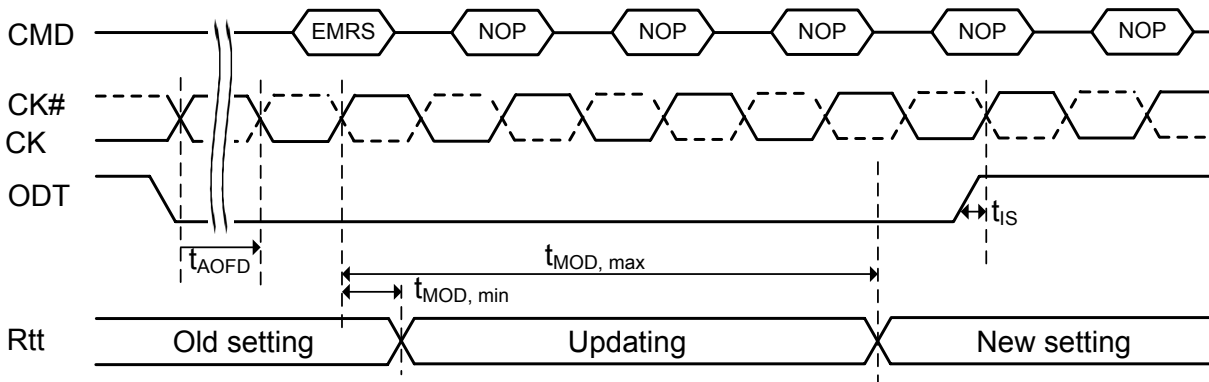 CMD EMRS NOP NOP NOP NOP NOP
CK#
CK
ODT
tIS
tAOFD
tMOD, max
tMOD, min
Rtt Old setting Updating New setting